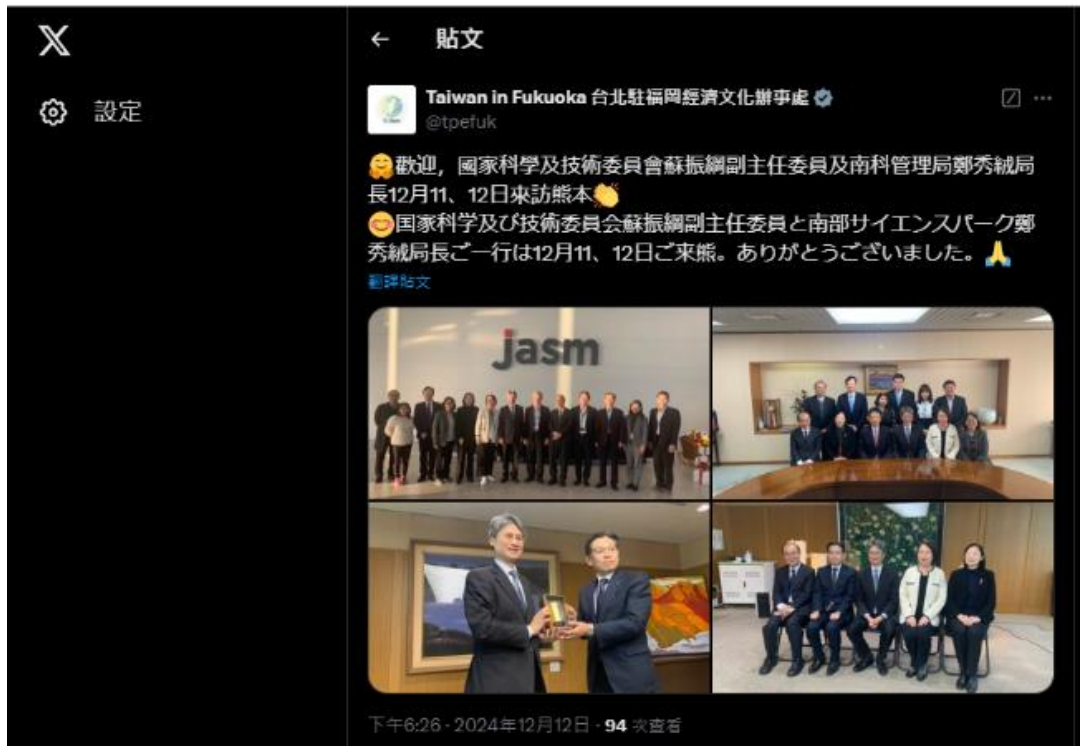 X
設定
← 貼文
Taiwan in Fukuoka 台北駐福岡經濟文化辦事處
@tpefuk
🤗歡迎，國家科學及技術委員會蘇振綱副主任委員及南科管理局鄭秀絨局
長12月11、12日來訪熊本👏
😊国家科学及び技術委員会蘇振綱副主任委員と南部サイエンスパーク鄭
秀絨局長ご一行は12月11、12日ご来熊。ありがとうございました。🙏
翻譯貼文
jasm
下午6:26 · 2024年12月12日 · 94 次查看